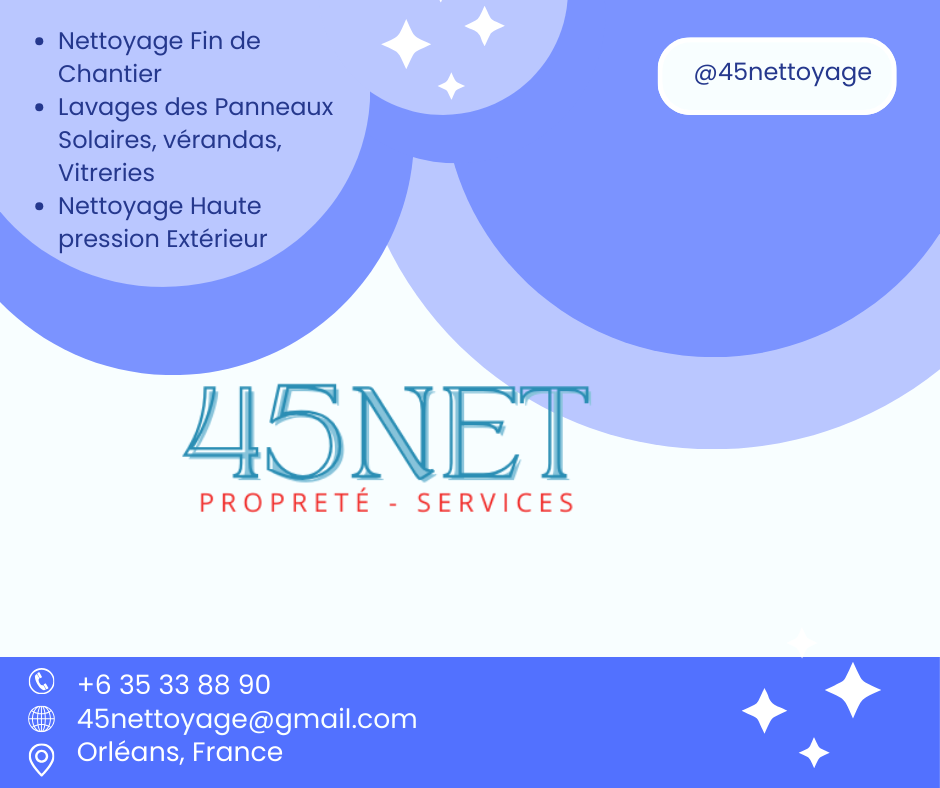 • Nettoyage Fin de
Chantier
• Lavages des Panneaux
Solaires, vérandas,
Vitreries
• Nettoyage Haute
pression Extérieur
@45nettoyage
45NET
PROPRETÉ - SERVICES
+6 35 33 88 90
45nettoyage@gmail.com
Orléans, France